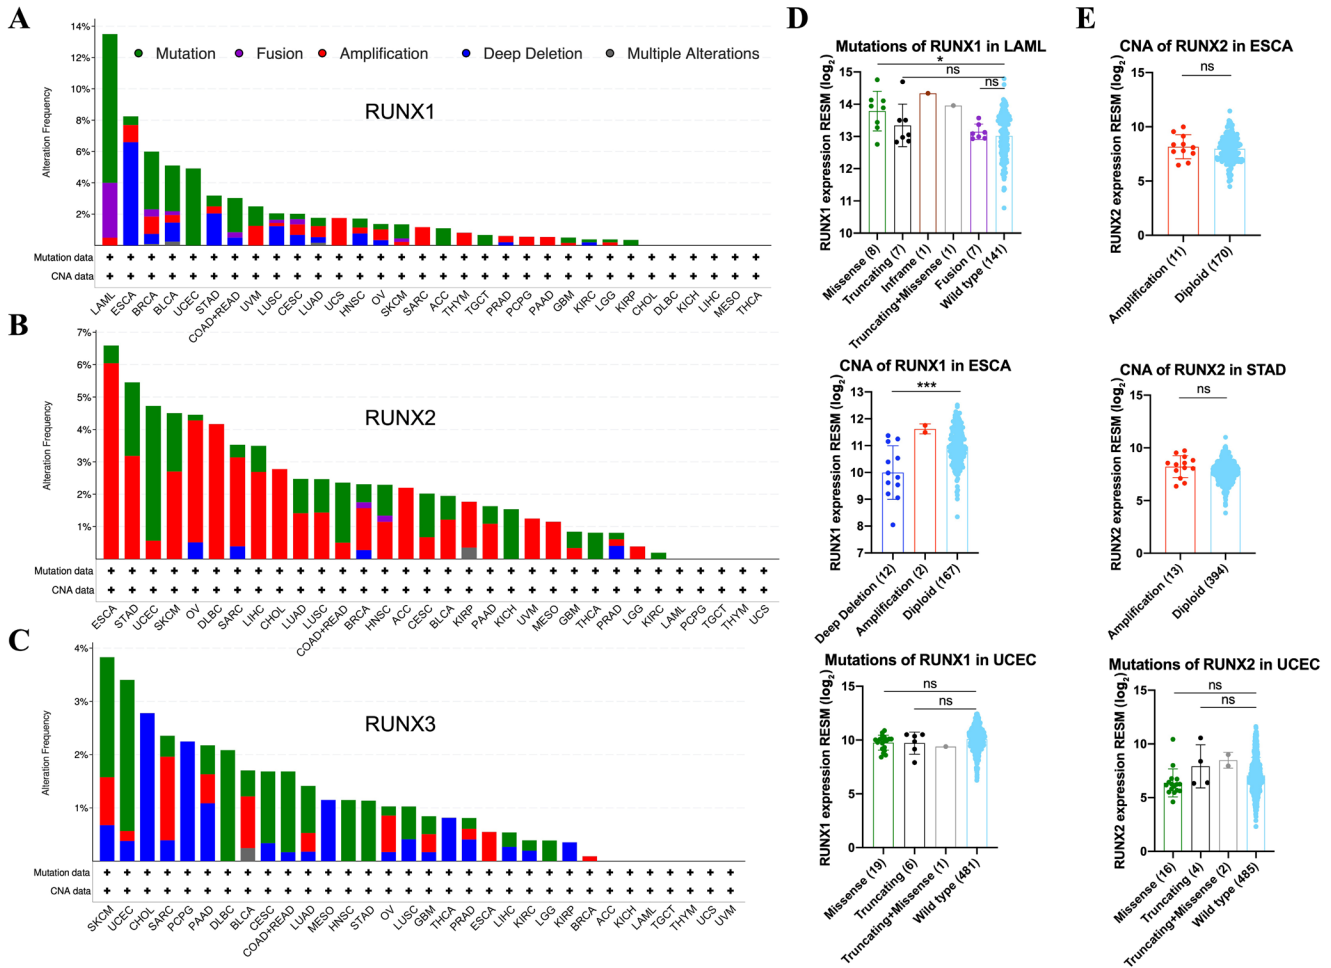 A
14%
12%
10%
8%
6%
4%
2%
Alteration Frequency
Mutation Fusion Amplification Deep Deletion Multiple Alterations
RUNX1
Mutation data + + + + + + + + + + + + + + + + + + + + + + + + + + + + + + + +
CNA data + + + + + + + + + + + + + + + + + + + + + + + + + + + + + + + +
LAML ESCA BRCA BLCA UCEC STAD COAD+READ UVM LUSC CESC LUAD UCS HNSC OV SKCM SARC ACC THYM TGCT PRAD PCPG PAAD GBM KIRC LGG KIRP CHOL DLBC KICH LIHC MESO THCA
B
7%
6%
5%
4%
3%
2%
1%
Alteration Frequency
RUNX2
Mutation data + + + + + + + + + + + + + + + + + + + + + + + + + + + + + + + +
CNA data + + + + + + + + + + + + + + + + + + + + + + + + + + + + + + + +
ESCA STAD UCEC SKCM OV DLBC SARC LIHC CHOL LUAD LUSC COAD+READ BRCA HNSC ACC CESC BLCA KIRP PAAD KICH UVM MESO GBM THCA PRAD LGG KIRC LAML PCPG TGCT THYM UCS
C
4%
3%
2%
1%
Alteration Frequency
RUNX3
Mutation data + + + + + + + + + + + + + + + + + + + + + + + + + + + + + + + +
CNA data + + + + + + + + + + + + + + + + + + + + + + + + + + + + + + + +
SKCM UCEC CHOL SARC PCPG PAAD DLBC BLCA CESC COAD+READ LUAD MESO HNSC STAD OV LUSC GBM THCA PRAD ESCA LIHC KIRC LGG KIRP BRCA ACC KICH LAML TGCT THYM UCS UVM
D
Mutations of RUNX1 in LAML
*
ns
ns
RUNX1 expression RESM (log2)
15
14
13
12
11
10
Missense (8)
Truncating (7)
Inframe (1)
Truncating+Missense (1)
Fusion (7)
Wild type (141)
CNA of RUNX1 in ESCA
***
RUNX1 expression RESM (log2)
13
12
11
10
9
8
7
Deep Deletion (12)
Amplification (2)
Diploid (167)
Mutations of RUNX1 in UCEC
ns
ns
RUNX1 expression RESM (log2)
15
10
5
0
Missense (19)
Truncating (6)
Truncating+Missense (1)
Wild type (481)
E
CNA of RUNX2 in ESCA
ns
RUNX2 expression RESM (log2)
15
10
5
0
Amplification (11)
Diploid (170)
CNA of RUNX2 in STAD
ns
RUNX2 expression RESM (log2)
15
10
5
0
Amplification (13)
Diploid (394)
Mutations of RUNX2 in UCEC
ns
ns
RUNX2 expression RESM (log2)
15
10
5
0
Missense (16)
Truncating (4)
Truncating+Missense (2)
Wild type (485)